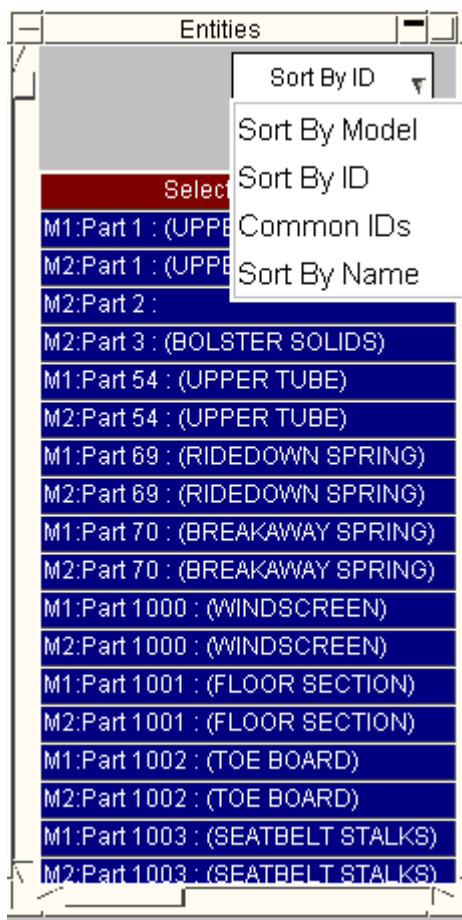 Entities
Sort By ID
Sort By Model
Sort By ID
Common IDs
Sort By Name
M1:Part 1 : (UPPE
M2:Part 1 : (UPPE
M2:Part 2 :
M2:Part 3 : (BOLSTER SOLIDS)
M1:Part 54 : (UPPER TUBE)
M2:Part 54 : (UPPER TUBE)
M1:Part 69 : (RIDEDOWN SPRING)
M2:Part 69 : (RIDEDOWN SPRING)
M1:Part 70 : (BREAKAWAY SPRING)
M2:Part 70 : (BREAKAWAY SPRING)
M1:Part 1000 : (WINDSCREEN)
M2:Part 1000 : (WINDSCREEN)
M1:Part 1001 : (FLOOR SECTION)
M2:Part 1001 : (FLOOR SECTION)
M1:Part 1002 : (TOE BOARD)
M2:Part 1002 : (TOE BOARD)
M1:Part 1003 : (SEATBELT STALKS)
M2:Part 1003 : (SEATBELT STALKS)